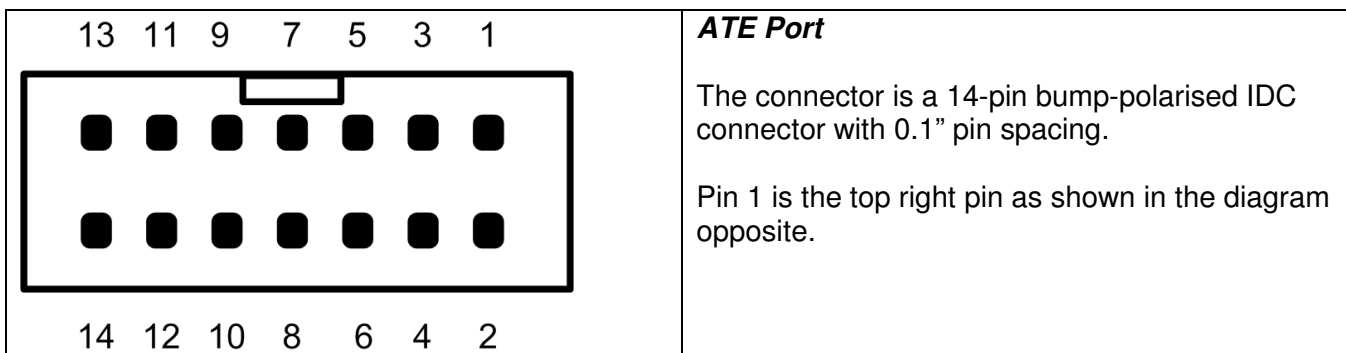 13 11 9 7 5 3 1
14 12 10 8 6 4 2
ATE Port
The connector is a 14-pin bump-polarised IDC
connector with 0.1” pin spacing.
Pin 1 is the top right pin as shown in the diagram
opposite.